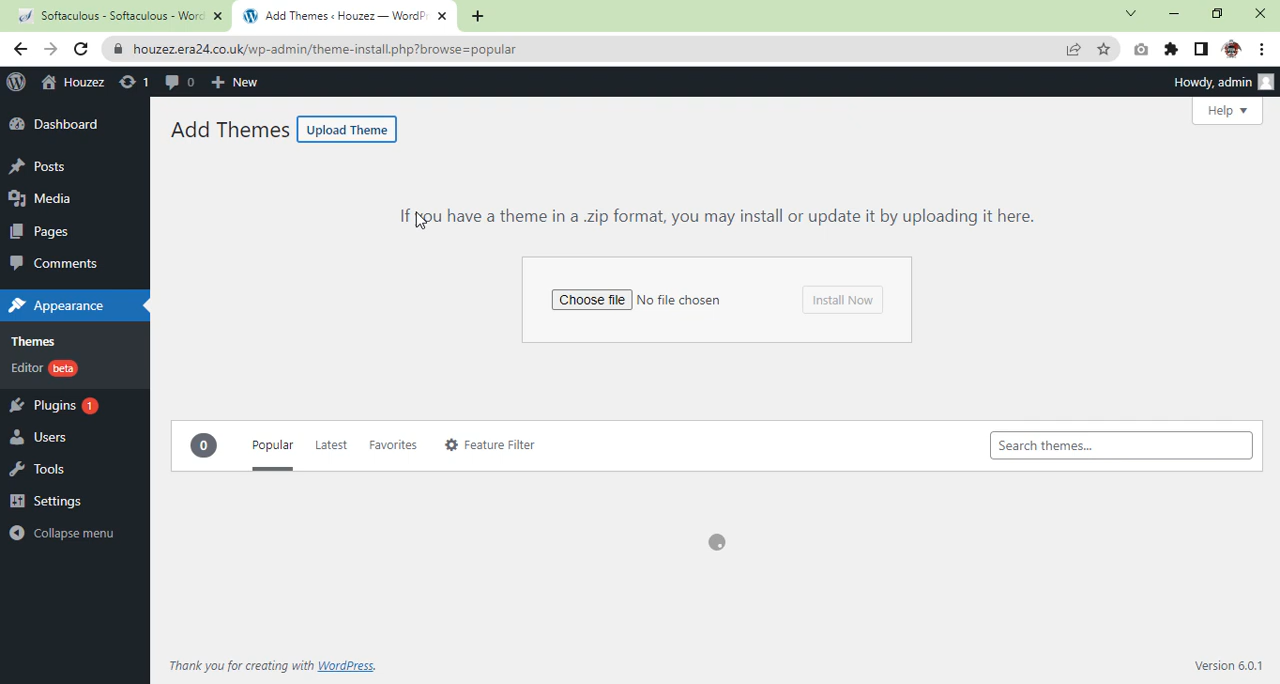 Softaculous - Softaculous - Word
Add Themes ‹ Houzez — WordPr
houzez.era24.co.uk/wp-admin/theme-install.php?browse=popular
Houzez 1 0 New
Howdy, admin
Dashboard
Posts
Media
Pages
Comments
Appearance
Themes
Editor beta
Plugins 1
Users
Tools
Settings
Collapse menu
Help
Add Themes Upload Theme
If you have a theme in a .zip format, you may install or update it by uploading it here.
Choose file No file chosen Install Now
0 Popular Latest Favorites Feature Filter Search themes...
Thank you for creating with WordPress.
Version 6.0.1